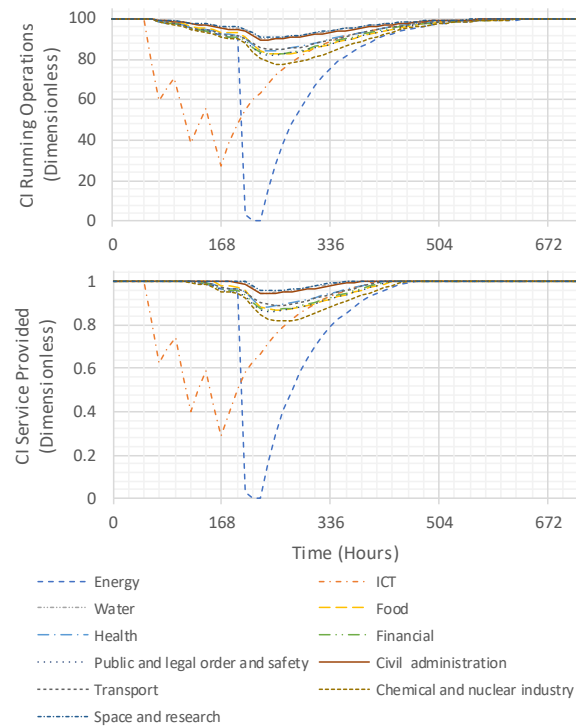 CI Running Operations
(Dimensionless)
100
80
60
40
20
0
0 168 336 504 672
CI Service Provided
(Dimensionless)
1
0.8
0.6
0.4
0.2
0
0 168 336 504 672
Time (Hours)
Energy ICT
Water Food
Health Financial
Public and legal order and safety Civil administration
Transport Chemical and nuclear industry
Space and research